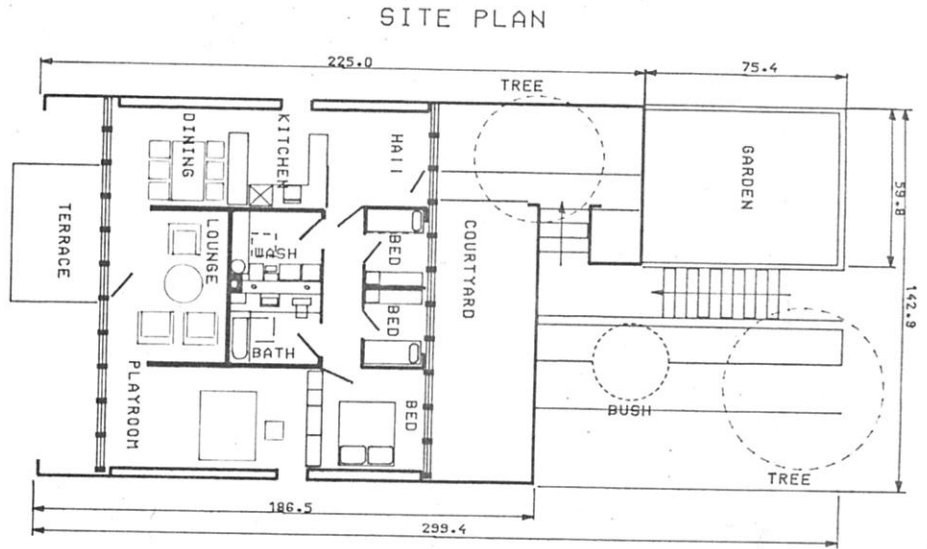 SITE PLAN
225.0
75.4
TREE
DINING
KITCHEN
HAll
GARDEN
59.8
TERRACE
LOUNGE
WASH
BED
COURTYARD
142.9
BED
BATH
PLAYROOM
BED
BUSH
TREE
186.5
299.4